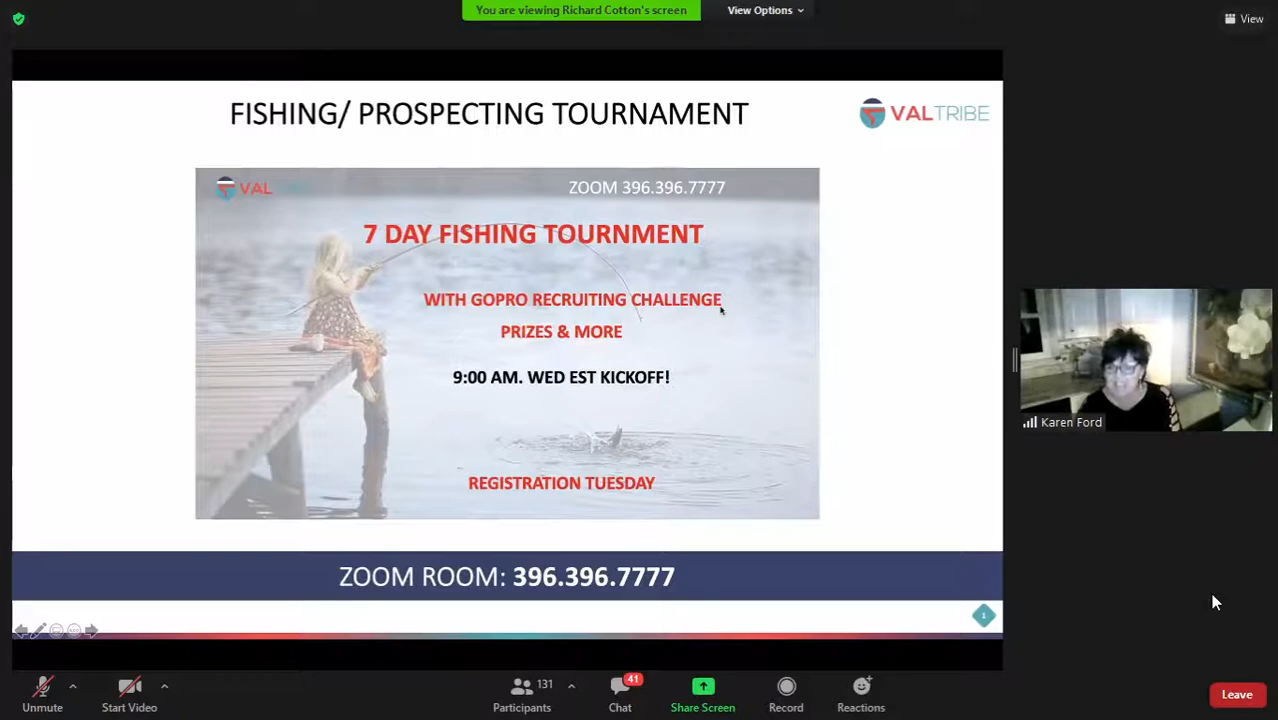 You are viewing Richard Cotton's screen
View Options
View
FISHING/ PROSPECTING TOURNAMENT
VALTRIBE
VAL
ZOOM 396.396.7777
7 DAY FISHING TOURNMENT
WITH GOPRO RECRUITING CHALLENGE
PRIZES & MORE
9:00 AM. WED EST KICKOFF!
REGISTRATION TUESDAY
Karen Ford
ZOOM ROOM: 396.396.7777
1
Unmute
Start Video
131
Participants
41
Chat
Share Screen
Record
Reactions
Leave